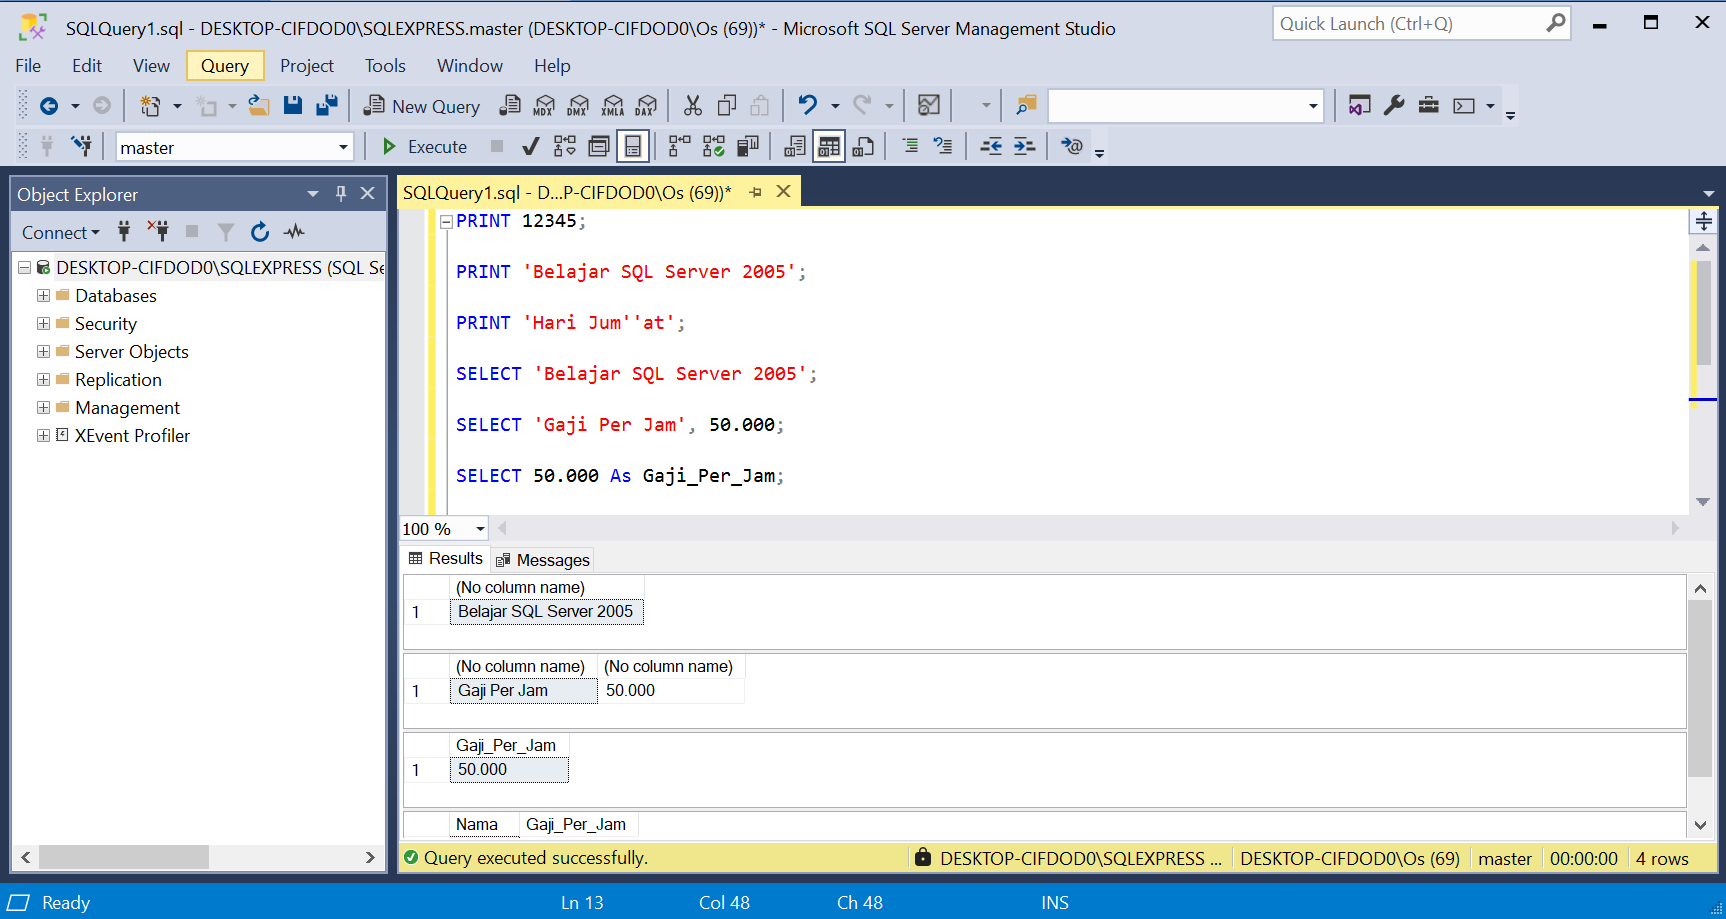 SQLQuery1.sql - DESKTOP-CIFDOD0\SQLEXPRESS.master (DESKTOP-CIFDOD0\Os (69))* - Microsoft SQL Server Management Studio
Quick Launch (Ctrl+Q)
File Edit View Query Project Tools Window Help
New Query MDX DMX XMLA DAX
master Execute
Object Explorer
Connect
DESKTOP-CIFDOD0\SQLEXPRESS (SQL Se
Databases
Security
Server Objects
Replication
Management
XEvent Profiler
SQLQuery1.sql - D...P-CIFDOD0\Os (69))*
PRINT 12345;
PRINT 'Belajar SQL Server 2005';
PRINT 'Hari Jum''at';
SELECT 'Belajar SQL Server 2005';
SELECT 'Gaji Per Jam', 50.000;
SELECT 50.000 As Gaji_Per_Jam;
100 %
Results Messages
(No column name)
1 Belajar SQL Server 2005
(No column name) (No column name)
1 Gaji Per Jam 50.000
Gaji_Per_Jam
1 50.000
Nama Gaji_Per_Jam
Query executed successfully. DESKTOP-CIFDOD0\SQLEXPRESS ... DESKTOP-CIFDOD0\Os (69) master 00:00:00 4 rows
Ready Ln 13 Col 48 Ch 48 INS